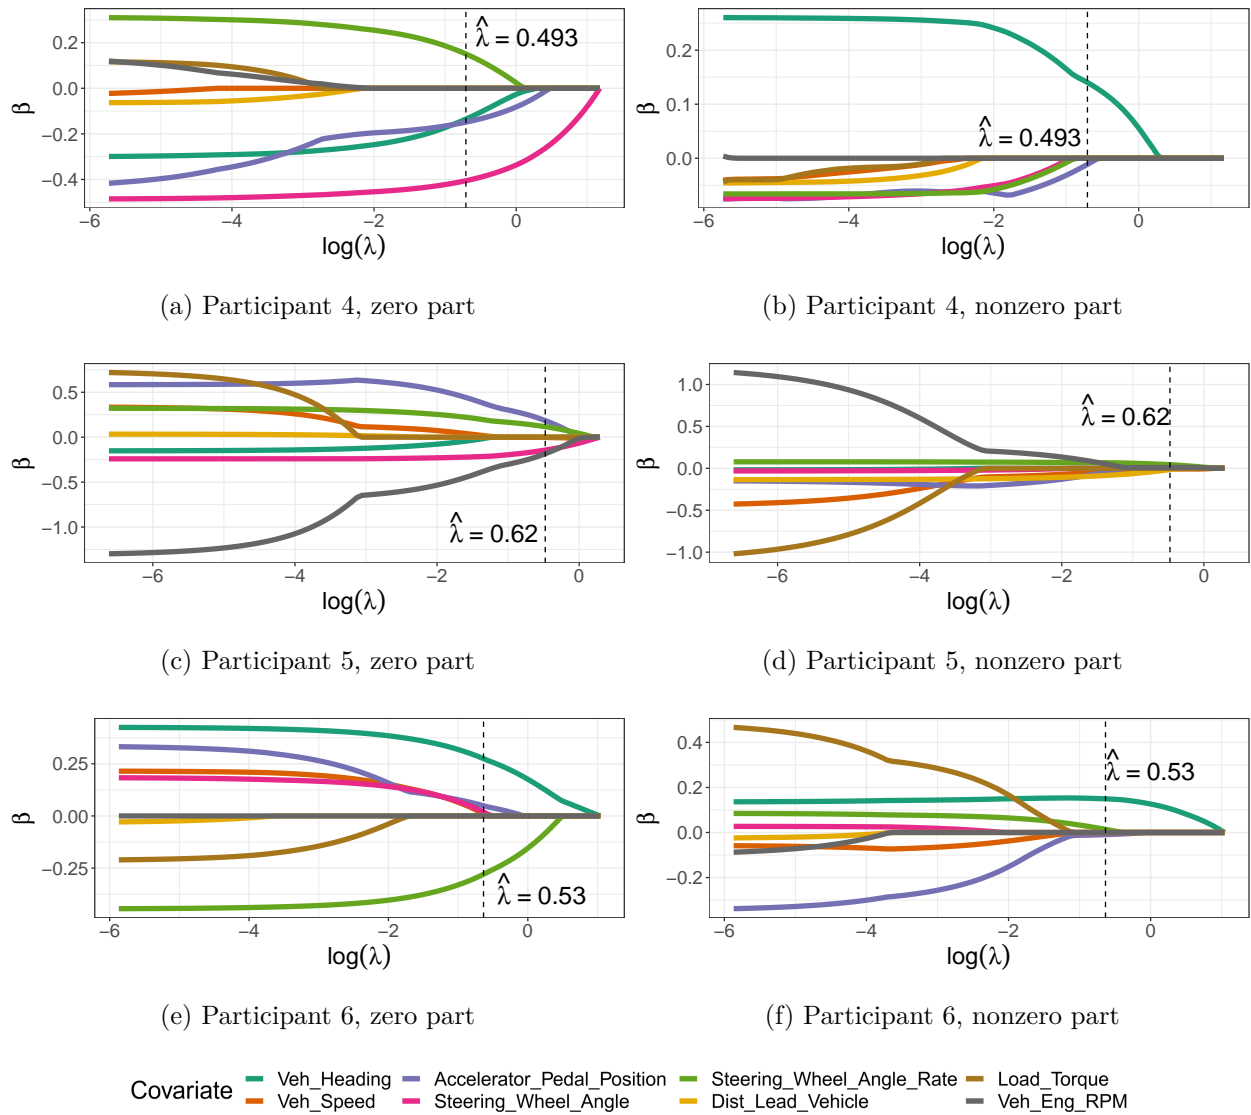 0.2
0.0
−0.2
−0.4
β
−6
−4
−2
0
log(λ)
λ̂ = 0.493
(a) Participant 4, zero part
0.2
0.1
0.0
β
−6
−4
−2
0
log(λ)
λ̂ = 0.493
(b) Participant 4, nonzero part
0.5
0.0
−0.5
−1.0
β
−6
−4
−2
0
log(λ)
λ̂ = 0.62
(c) Participant 5, zero part
1.0
0.5
0.0
−0.5
−1.0
β
−6
−4
−2
0
log(λ)
λ̂ = 0.62
(d) Participant 5, nonzero part
0.25
0.00
−0.25
β
−6
−4
−2
0
log(λ)
λ̂ = 0.53
(e) Participant 6, zero part
0.4
0.2
0.0
−0.2
β
−6
−4
−2
0
log(λ)
λ̂ = 0.53
(f) Participant 6, nonzero part
Covariate
Veh_Heading
Veh_Speed
Accelerator_Pedal_Position
Steering_Wheel_Angle
Steering_Wheel_Angle_Rate
Dist_Lead_Vehicle
Load_Torque
Veh_Eng_RPM